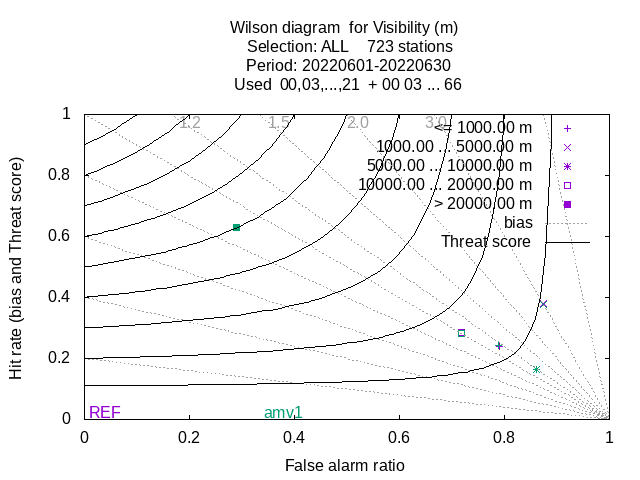 Wilson diagram for Visibility (m)
Selection: ALL 723 stations
Period: 20220601-20220630
Used 00,03,...,21 + 00 03 ... 66
1
1.2 1.5 2.0 3.0
<= 1000.00 m
1000.00 ... 5000.00 m
5000.00 ... 10000.00 m
10000.00 ... 20000.00 m
> 20000.00 m
bias
Threat score
0.8
0.6
0.4
0.2
0
Hit rate (bias and Threat score)
REF amv1
0 0.2 0.4 0.6 0.8 1
False alarm ratio